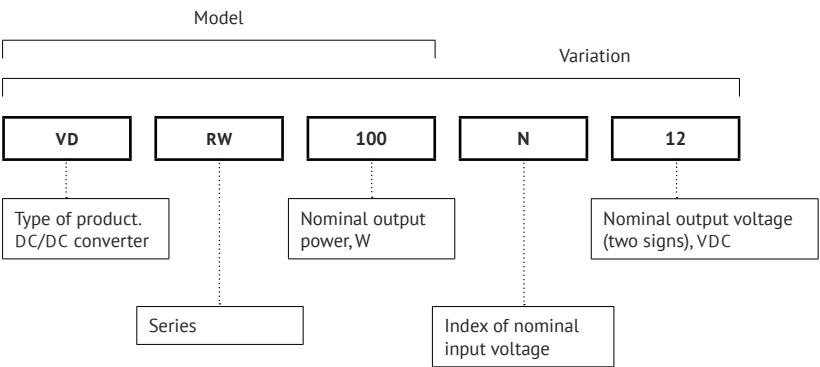 Model
Variation
VD
RW
100
N
12
Type of product.
DC/DC converter
Nominal output
power, W
Nominal output voltage
(two signs), VDC
Series
Index of nominal
input voltage